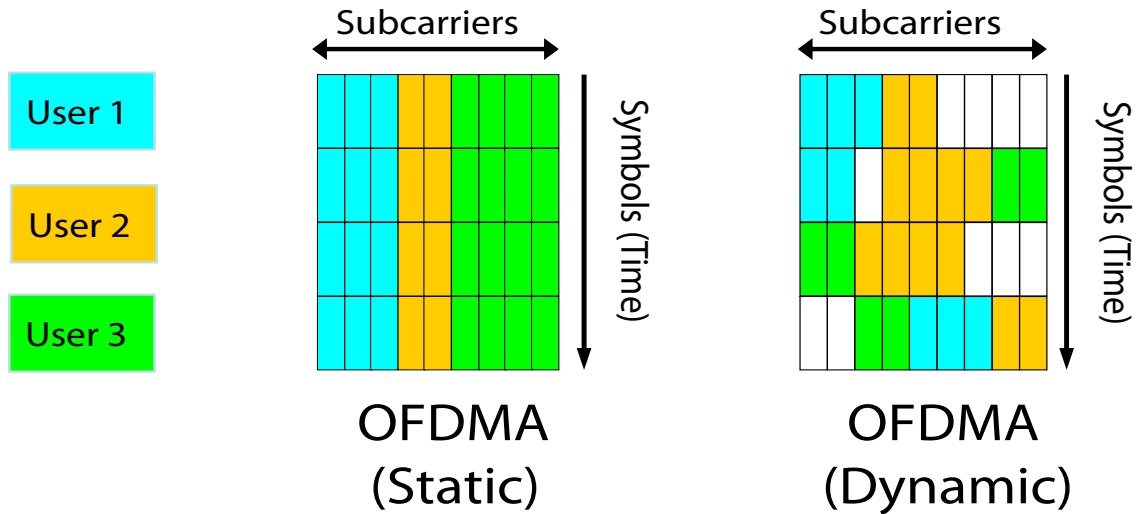 Subcarriers
Subcarriers
User 1
User 2
User 3
Symbols (Time)
Symbols (Time)
OFDMA
(Static)
OFDMA
(Dynamic)